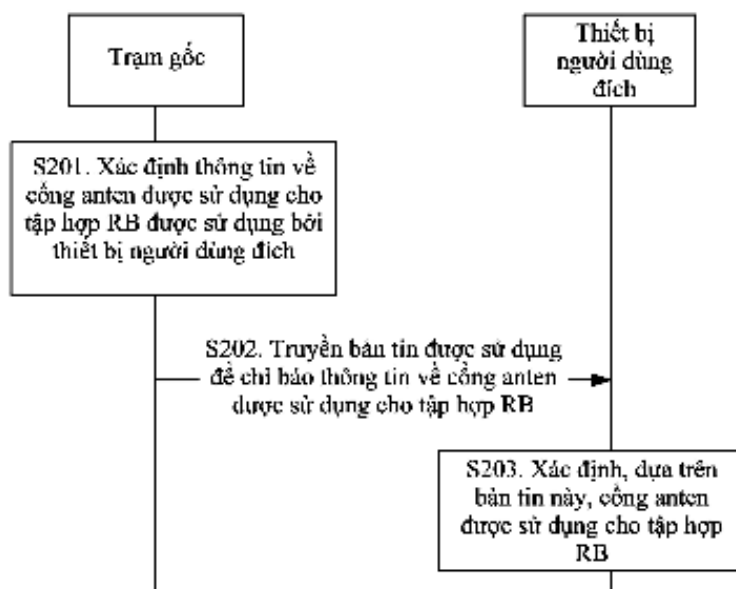 Trạm gốc
Thiết bị
người dùng
đích
S201. Xác định thông tin về
cổng anten được sử dụng cho
tập hợp RB được sử dụng bởi
thiết bị người dùng đích
S202. Truyền bản tin được sử dụng
để chỉ báo thông tin về cổng anten
được sử dụng cho tập hợp RB
S203. Xác định, dựa trên
bản tin này, cổng anten
được sử dụng cho tập hợp
RB